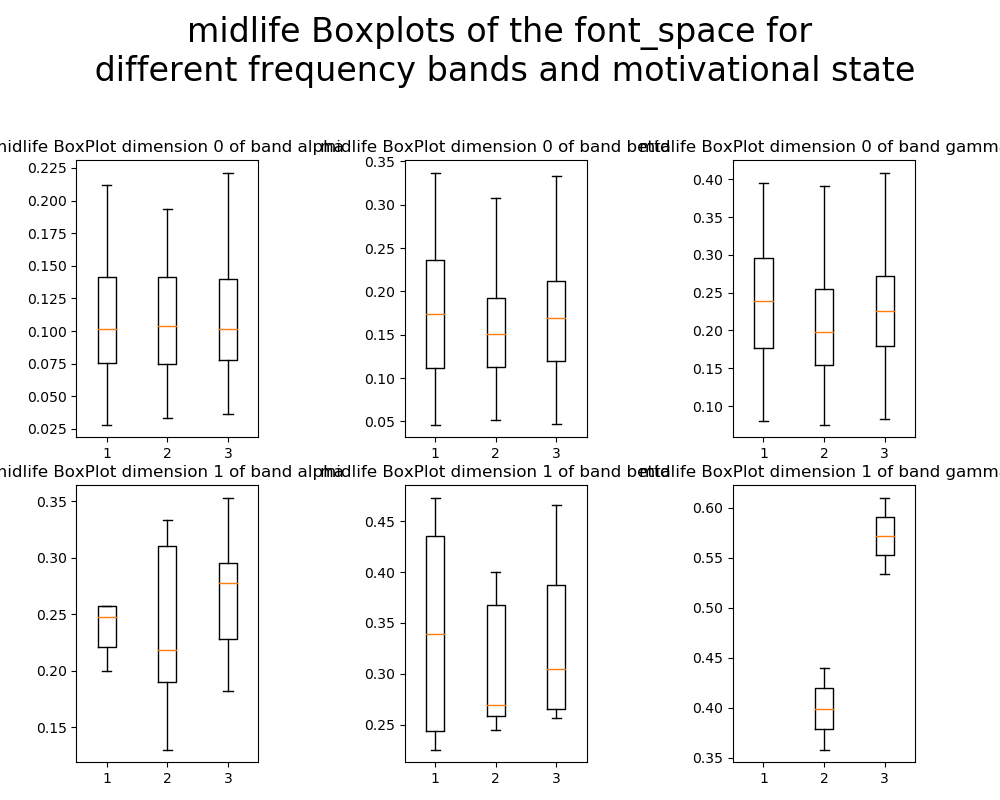 midlife Boxplots of the font_space for
different frequency bands and motivational state
midlife BoxPlot dimension 0 of band alpha
midlife BoxPlot dimension 0 of band betta
midlife BoxPlot dimension 0 of band gamma
0.225
0.200
0.175
0.150
0.125
0.100
0.075
0.050
0.025
1 2 3
0.35
0.30
0.25
0.20
0.15
0.10
0.05
1 2 3
0.40
0.35
0.30
0.25
0.20
0.15
0.10
1 2 3
midlife BoxPlot dimension 1 of band alpha
midlife BoxPlot dimension 1 of band betta
midlife BoxPlot dimension 1 of band gamma
0.35
0.30
0.25
0.20
0.15
1 2 3
0.45
0.40
0.35
0.30
0.25
1 2 3
0.60
0.55
0.50
0.45
0.40
0.35
1 2 3